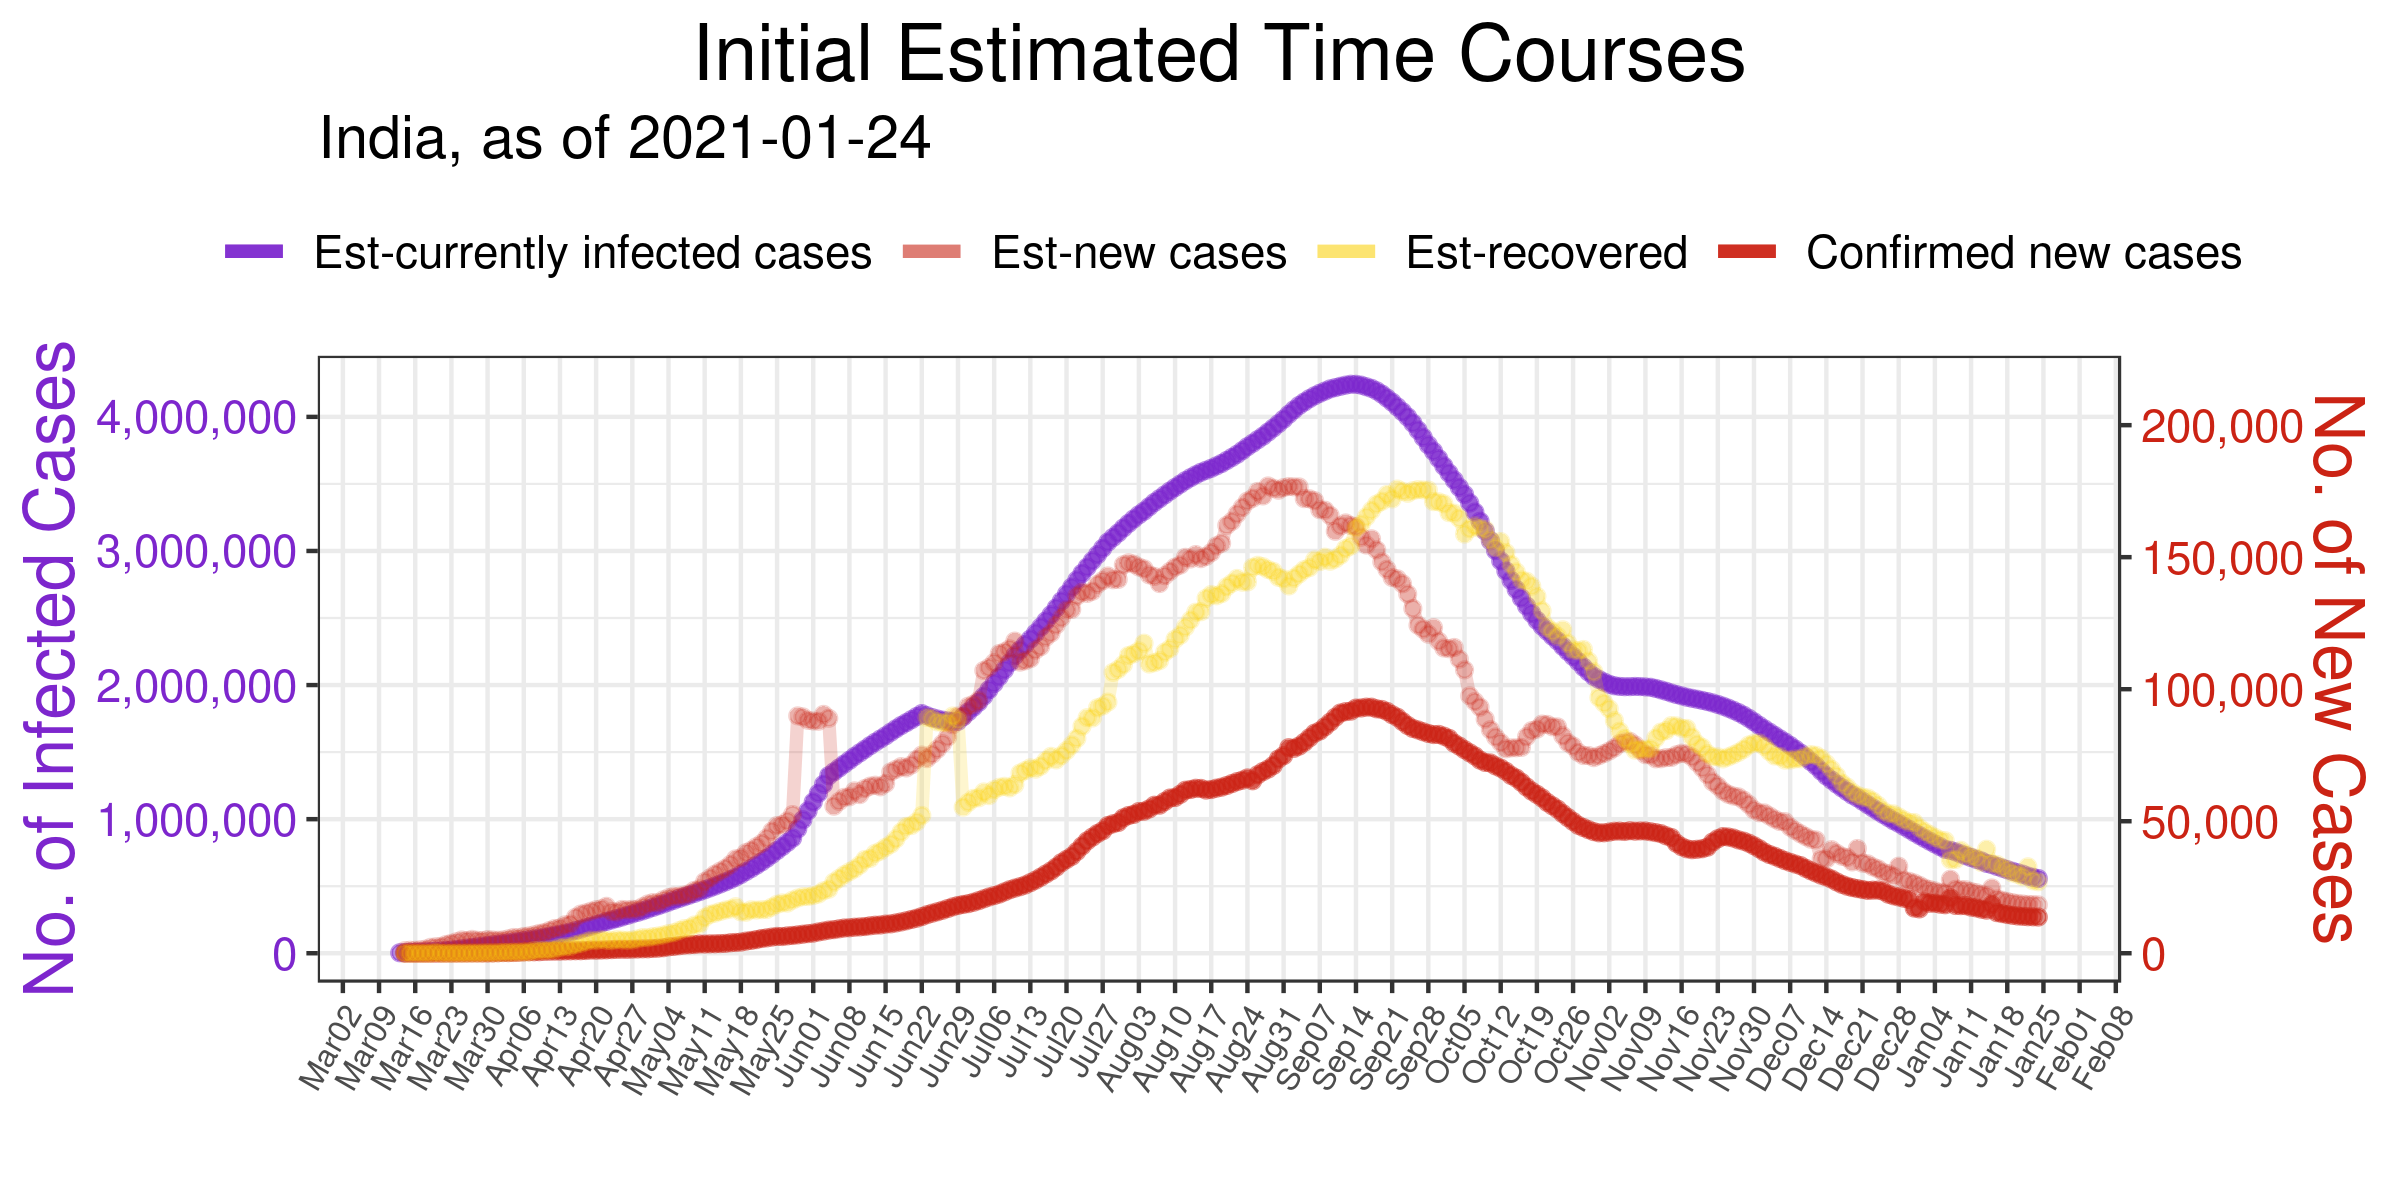 Initial Estimated Time Courses
India, as of 2021-01-24
Est-currently infected cases
Est-new cases
Est-recovered
Confirmed new cases
No. of Infected Cases
4,000,000
3,000,000
2,000,000
1,000,000
0
200,000
150,000
100,000
50,000
0
No. of New Cases
Mar02
Mar09
Mar16
Mar23
Mar30
Apr06
Apr13
Apr20
Apr27
May04
May11
May18
May25
Jun01
Jun08
Jun15
Jun22
Jun29
Jul06
Jul13
Jul20
Jul27
Aug03
Aug10
Aug17
Aug24
Aug31
Sep07
Sep14
Sep21
Sep28
Oct05
Oct12
Oct19
Oct26
Nov02
Nov09
Nov16
Nov23
Nov30
Dec07
Dec14
Dec21
Dec28
Jan04
Jan11
Jan18
Jan25
Feb01
Feb08